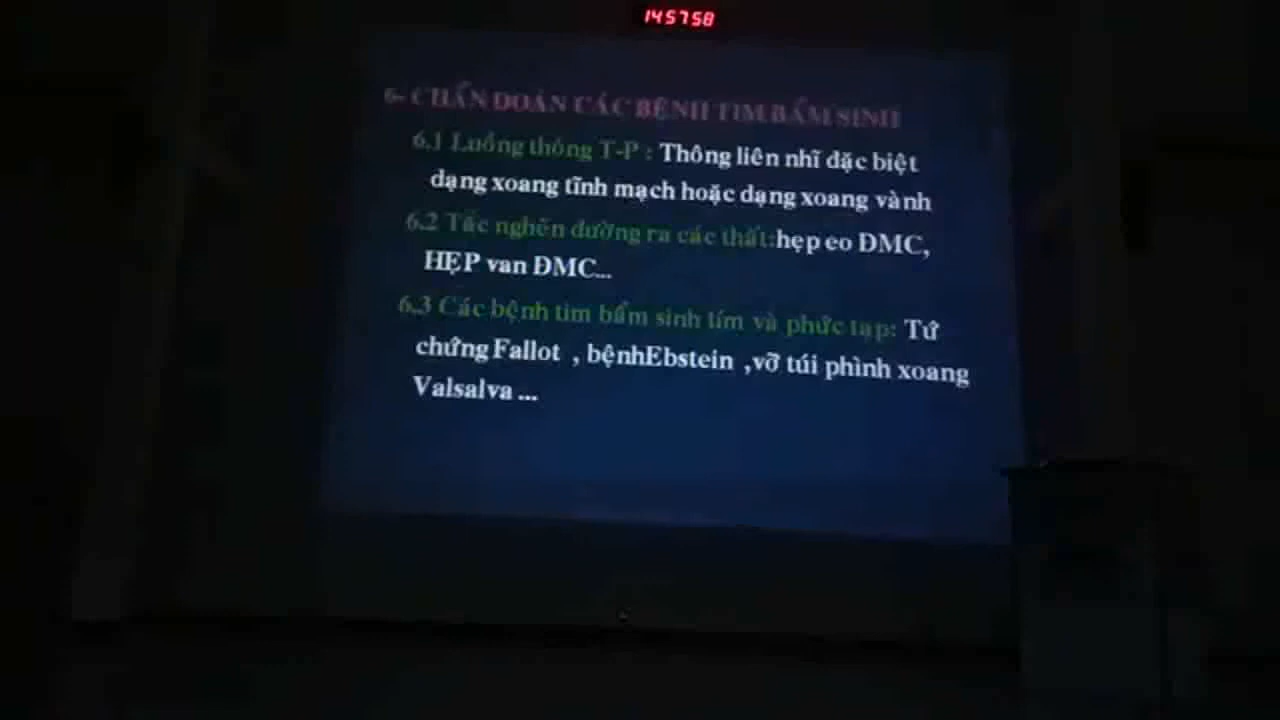 145758
6- CHẨN ĐOÁN CÁC BỆNH TIM BẨM SINH
6.1 Luồng thông T-P : Thông liên nhĩ đặc biệt
dạng xoang tĩnh mạch hoặc dạng xoang vành
6.2 Tắc nghẽn đường ra các thất:hẹp eo ĐMC,
HẸP van ĐMC...
6.3 Các bệnh tim bẩm sinh tím và phức tạp: Tứ
chứng Fallot , bệnhEbstein ,vỡ túi phình xoang
Valsalva ...